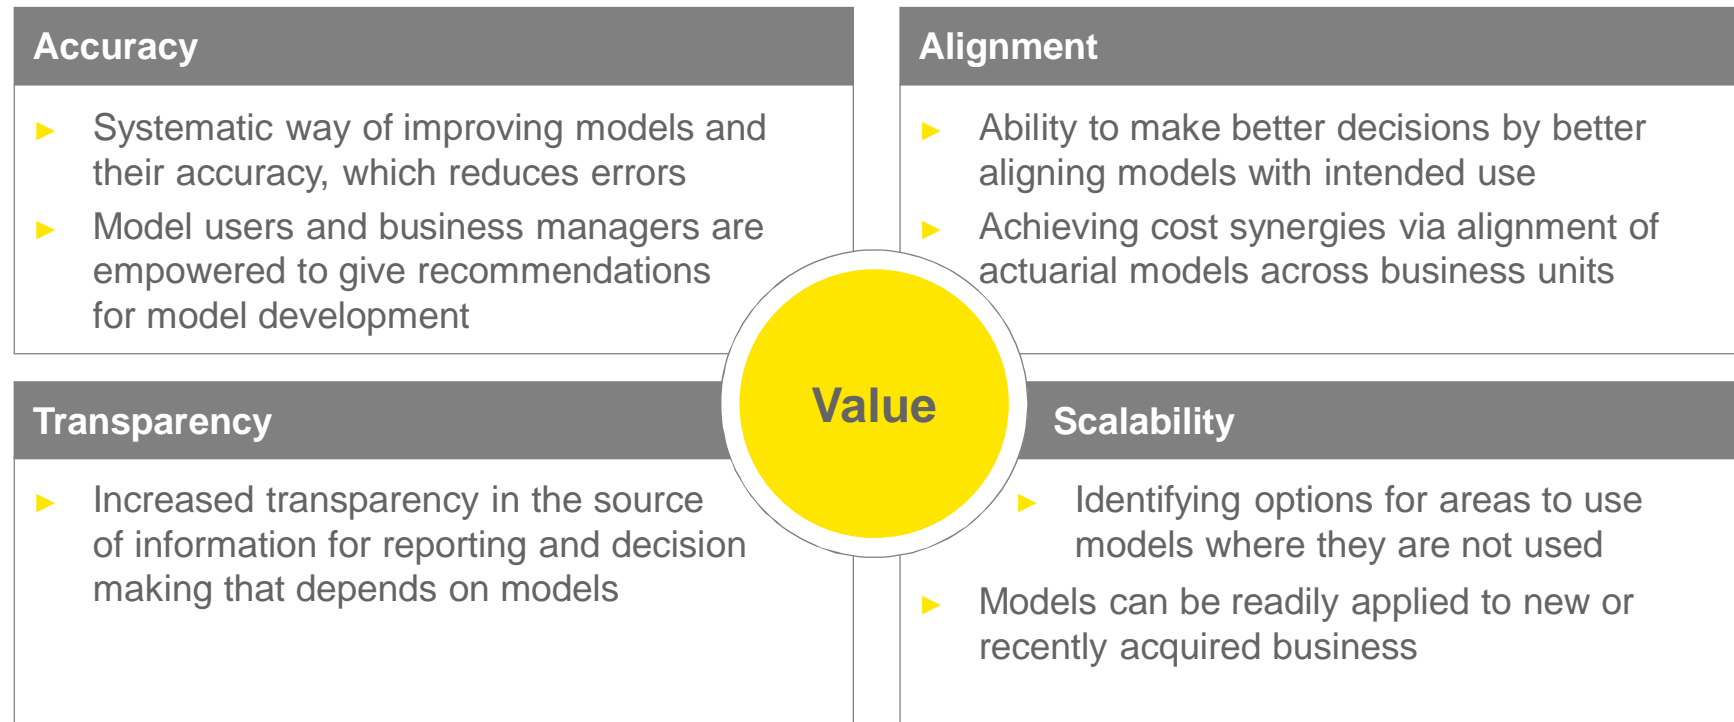 Accuracy
► Systematic way of improving models and
their accuracy, which reduces errors
► Model users and business managers are
empowered to give recommendations
for model development
Alignment
► Ability to make better decisions by better
aligning models with intended use
► Achieving cost synergies via alignment of
actuarial models across business units
Value
Transparency
► Increased transparency in the source
of information for reporting and decision
making that depends on models
Scalability
► Identifying options for areas to use
models where they are not used
► Models can be readily applied to new or
recently acquired business